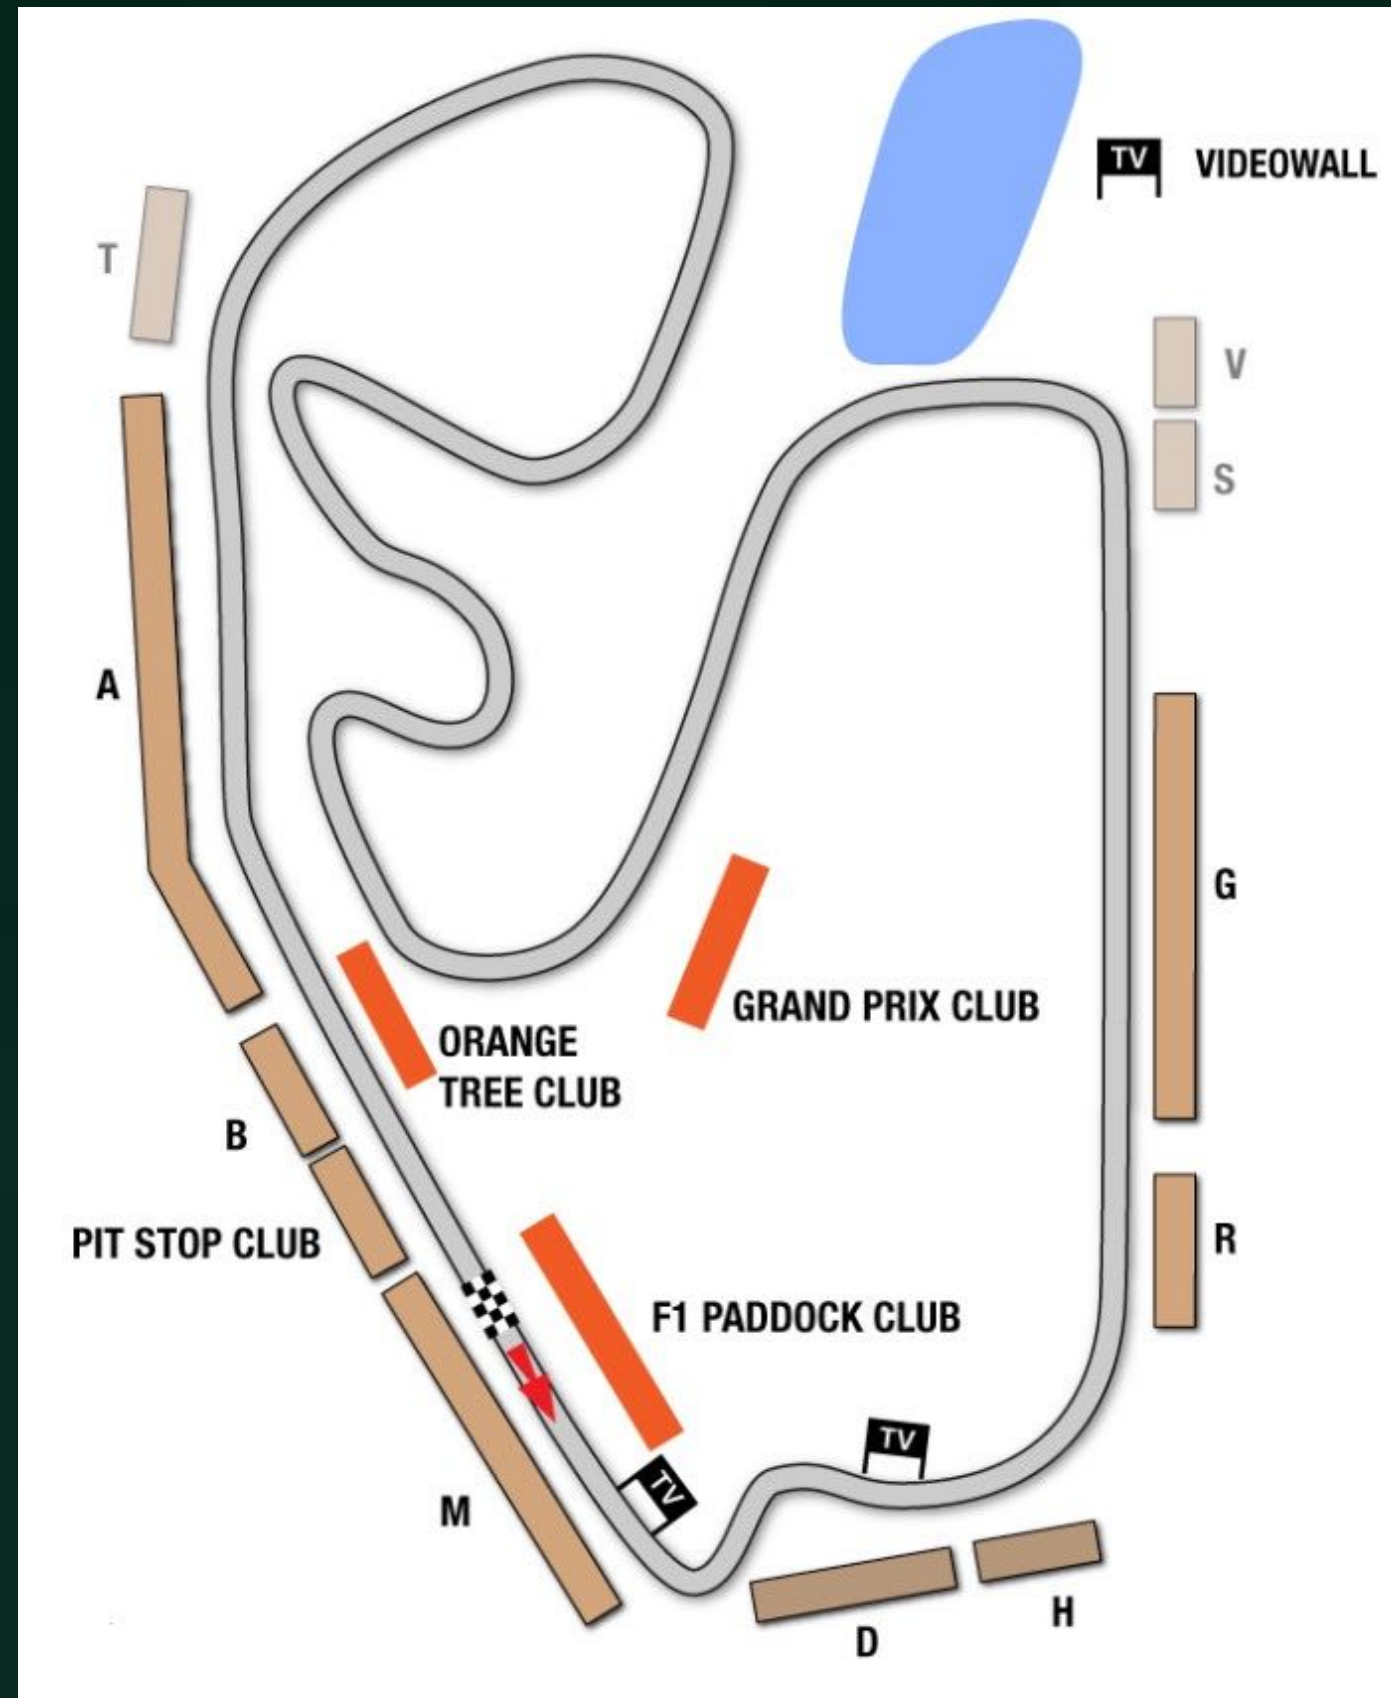 TV
VIDEOWALL
T
V
S
A
G
GRAND PRIX CLUB
ORANGE
TREE CLUB
B
PIT STOP CLUB
R
F1 PADDOCK CLUB
TV
TV
M
H
D